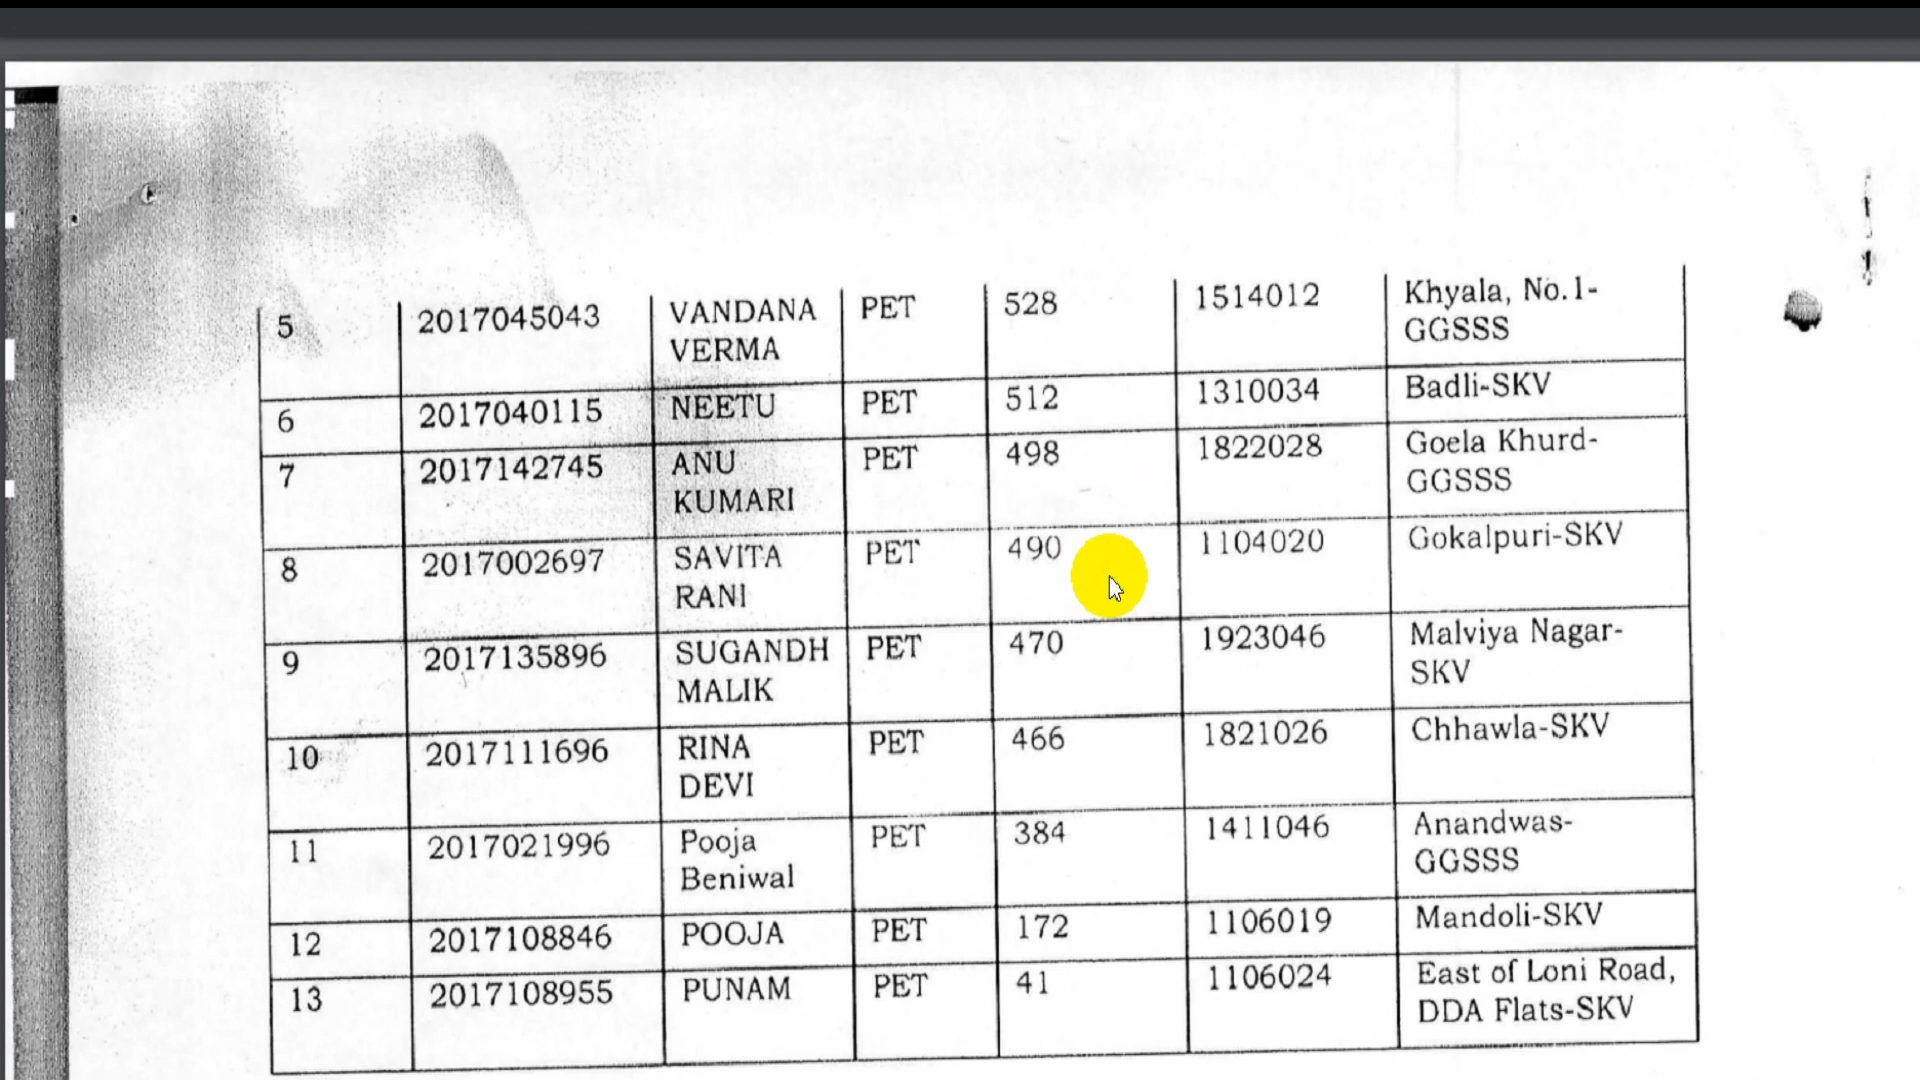 5 2017045043 VANDANA VERMA PET 528 1514012 Khyala, No.1-GGSSS
6 2017040115 NEETU PET 512 1310034 Badli-SKV
7 2017142745 ANU KUMARI PET 498 1822028 Goela Khurd-GGSSS
8 2017002697 SAVITA RANI PET 490 1104020 Gokalpuri-SKV
9 2017135896 SUGANDH MALIK PET 470 1923046 Malviya Nagar-SKV
10 2017111696 RINA DEVI PET 466 1821026 Chhawla-SKV
11 2017021996 Pooja Beniwal PET 384 1411046 Anandwas-GGSSS
12 2017108846 POOJA PET 172 1106019 Mandoli-SKV
13 2017108955 PUNAM PET 41 1106024 East of Loni Road, DDA Flats-SKV